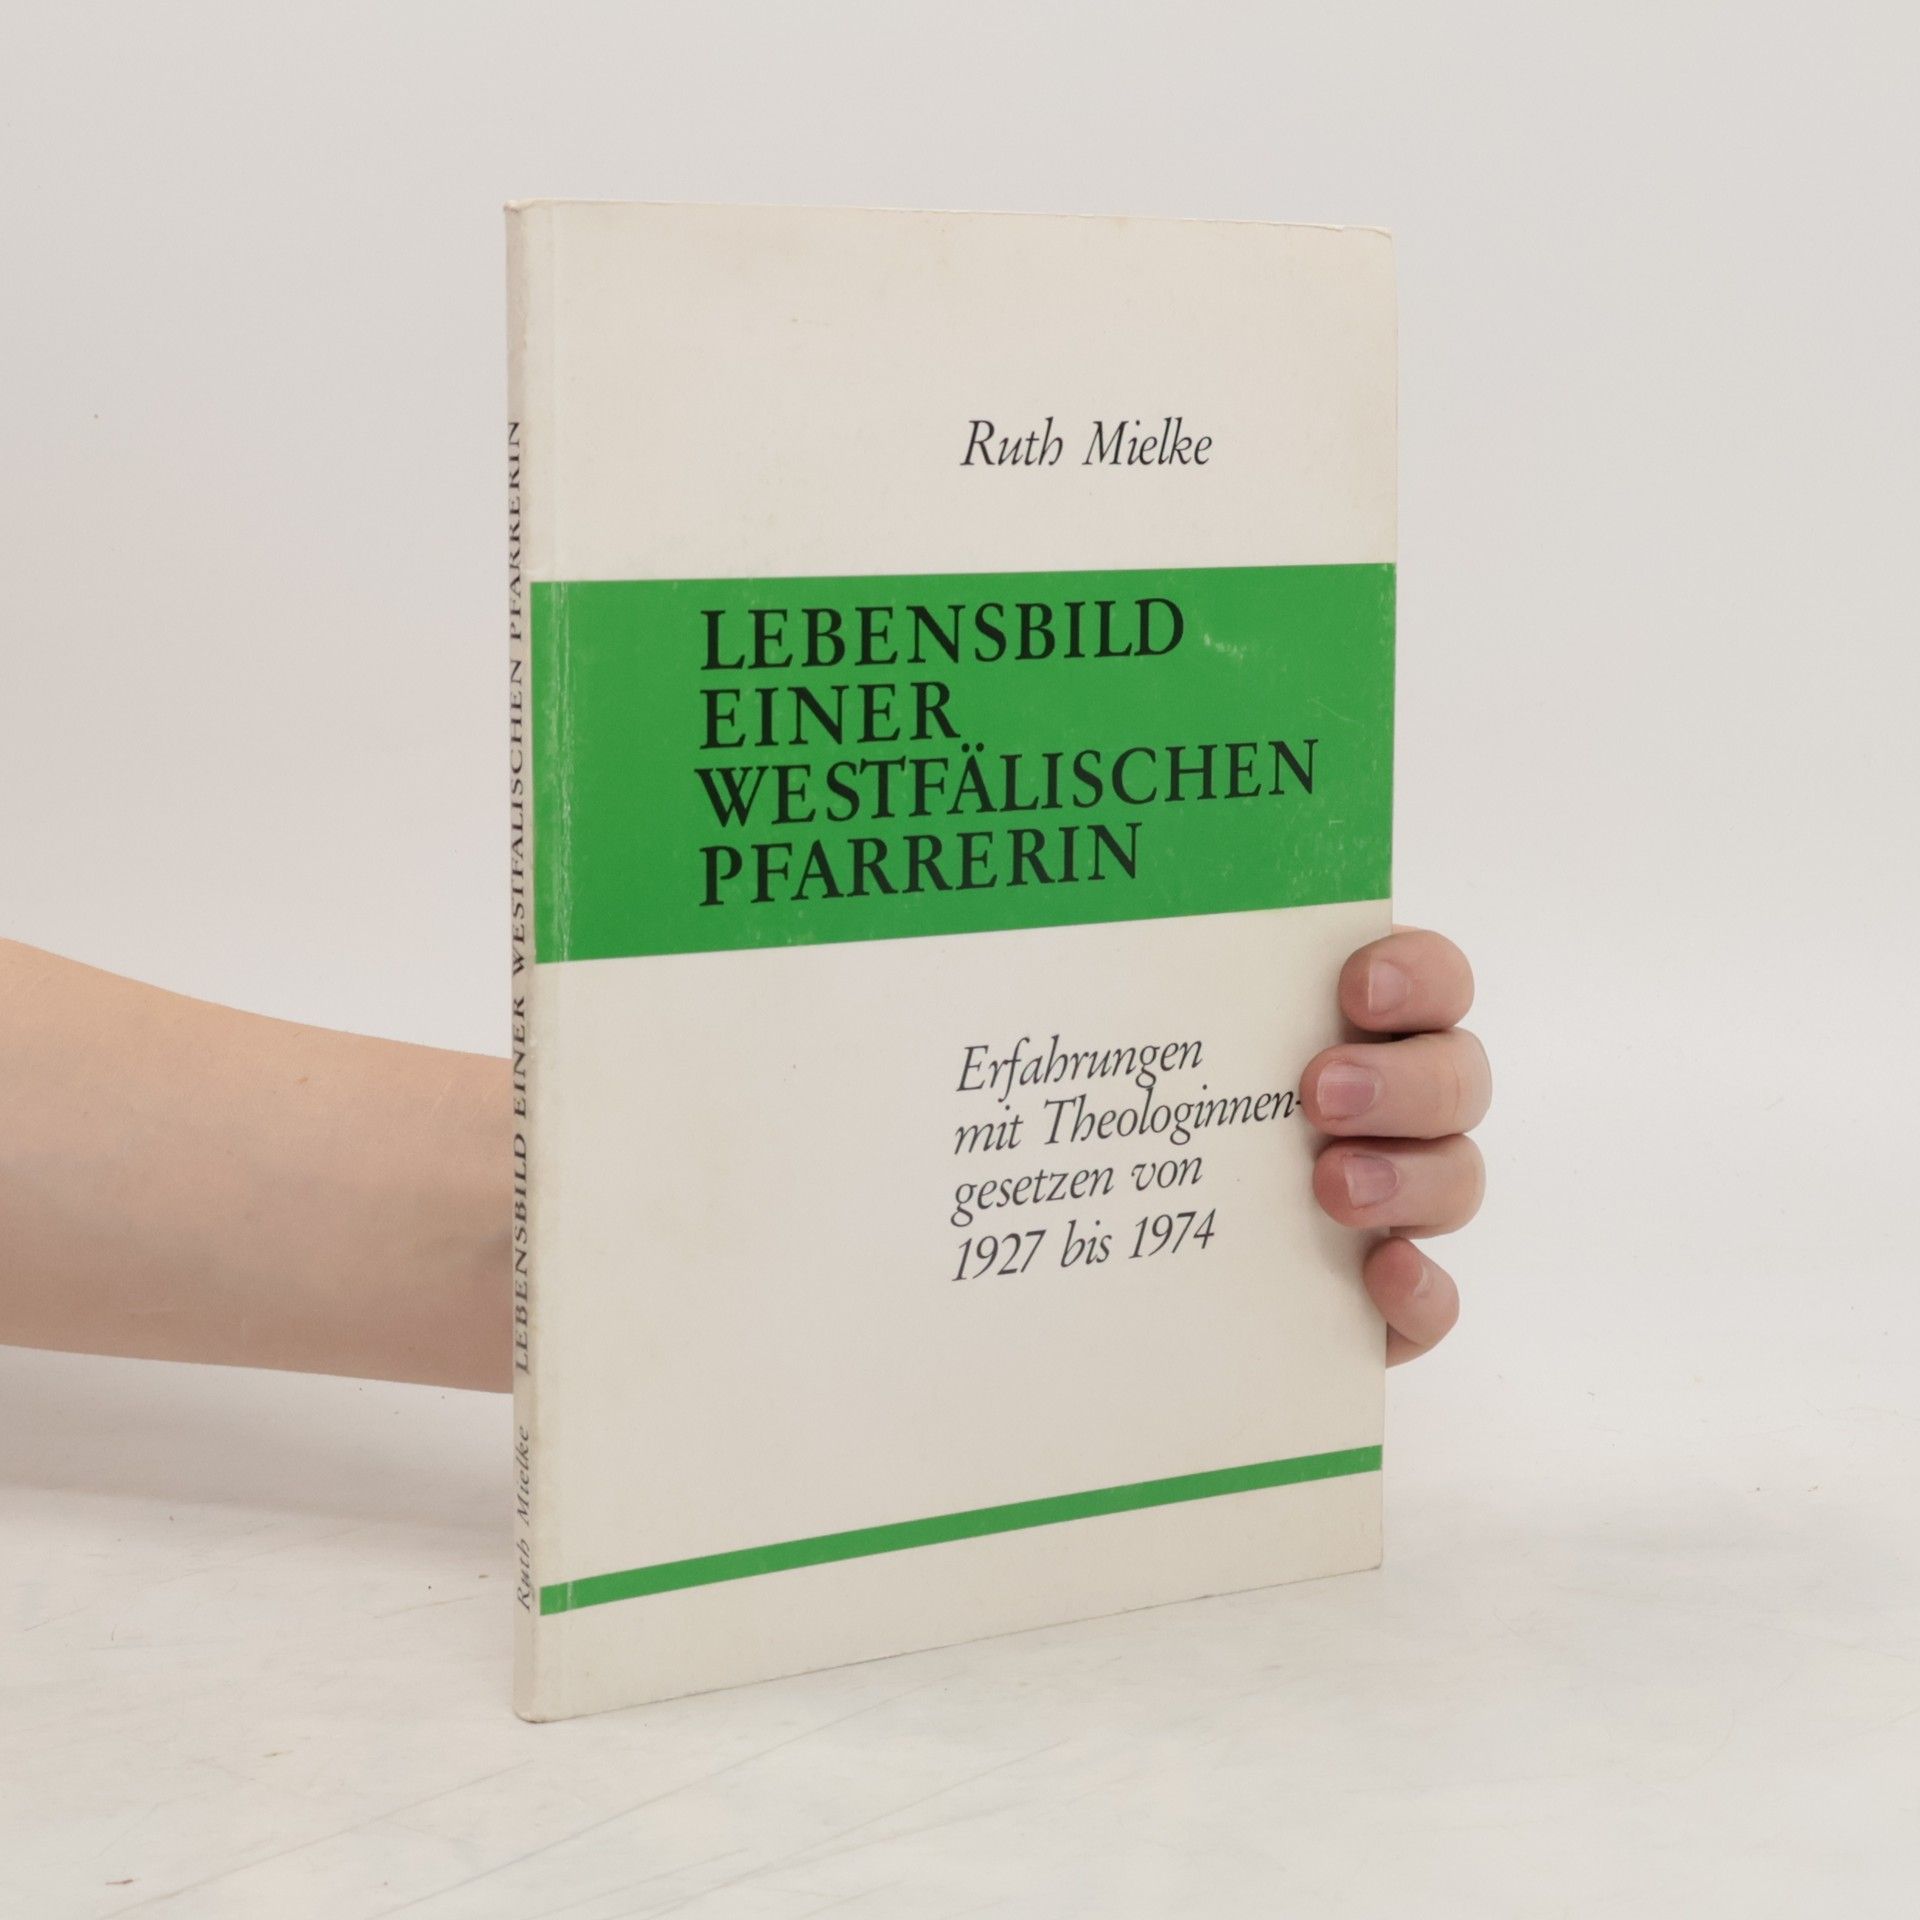 Ruth Mielke
LEBENSBILD
EINER
WESTFÄLISCHEN
PFARRERIN
Erfahrungen
mit Theologinnen-
gesetzen von
1927 bis 1974
Ruth Mielke LEBENSBILD EINER WESTFÄLISCHEN PFARRERIN